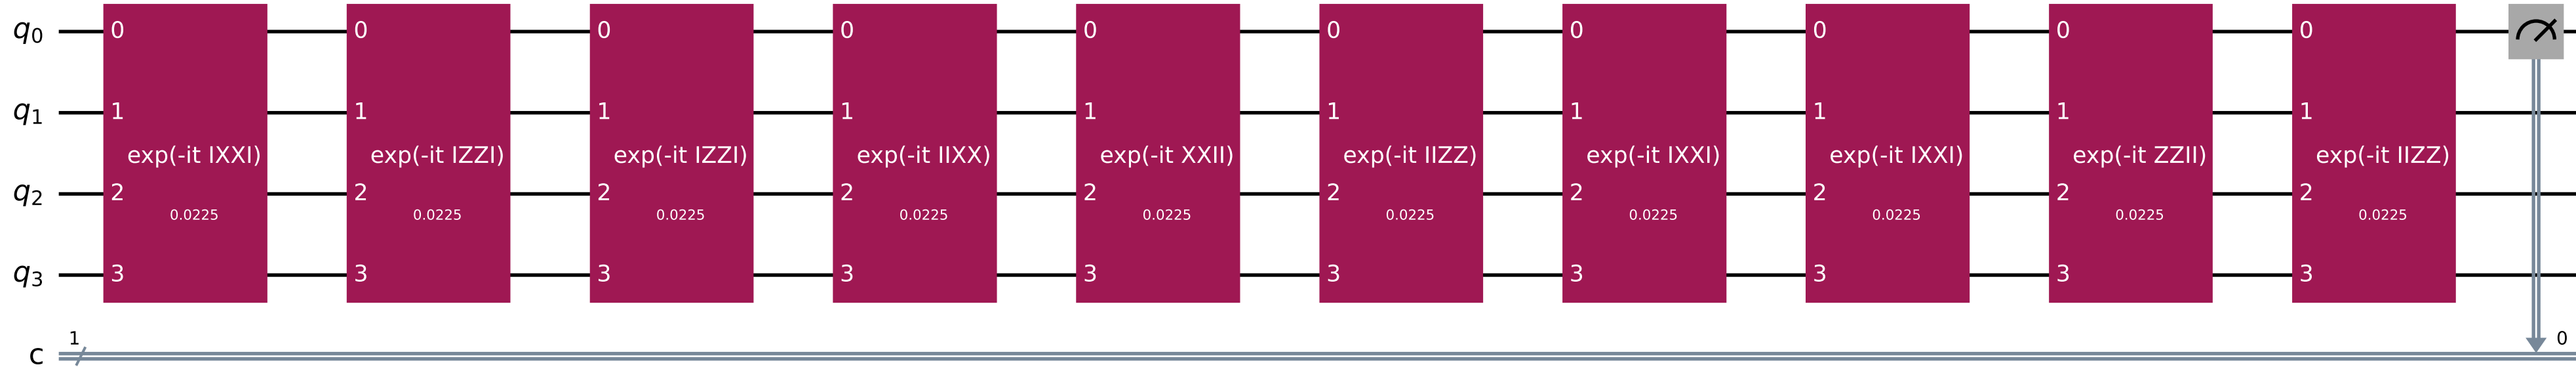 q0 0 0 0 0 0 0 0 0 0 0
q1 1 1 1 1 1 1 1 1 1 1
exp(-it IXXI) exp(-it IZZI) exp(-it IZZI) exp(-it IIXX) exp(-it XXII) exp(-it IIZZ) exp(-it IXXI) exp(-it IXXI) exp(-it ZZII) exp(-it IIZZ)
q2 2 2 2 2 2 2 2 2 2 2
0.0225 0.0225 0.0225 0.0225 0.0225 0.0225 0.0225 0.0225 0.0225 0.0225
q3 3 3 3 3 3 3 3 3 3 3
c 1 0